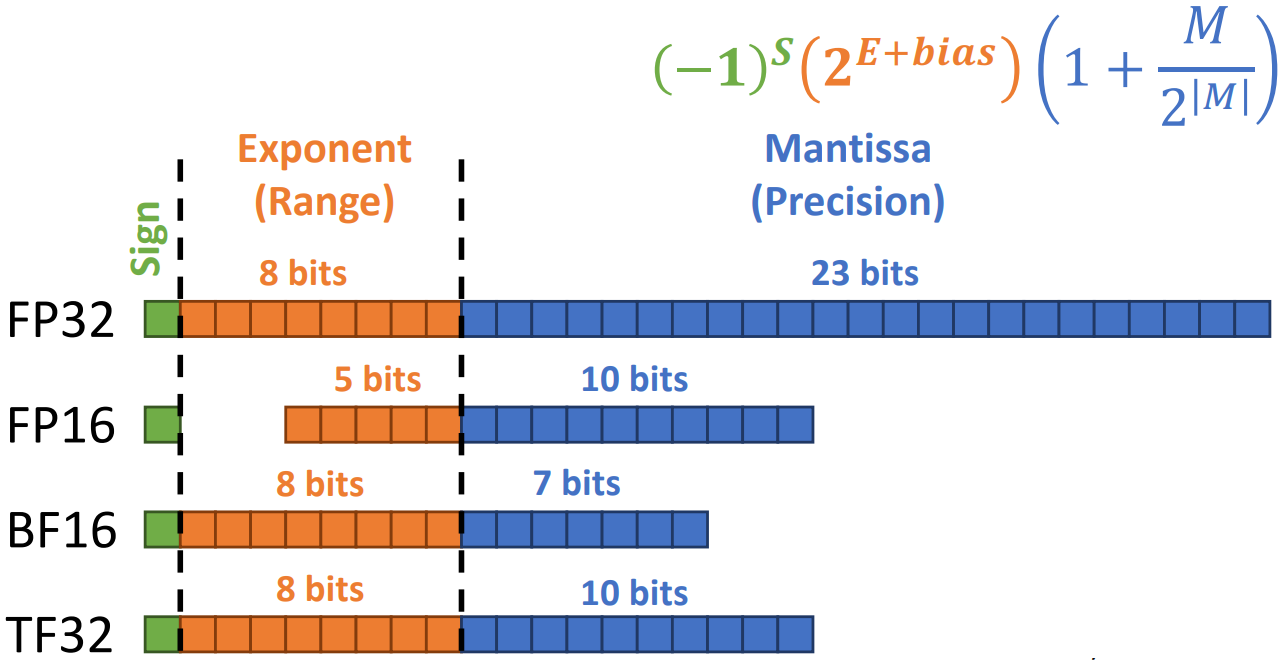 (−1)^S (2^{E+bias}) (1 + M/2^{|M|})
Exponent
(Range)
Mantissa
(Precision)
Sign
8 bits
23 bits
FP32
5 bits
10 bits
FP16
8 bits
7 bits
BF16
8 bits
10 bits
TF32